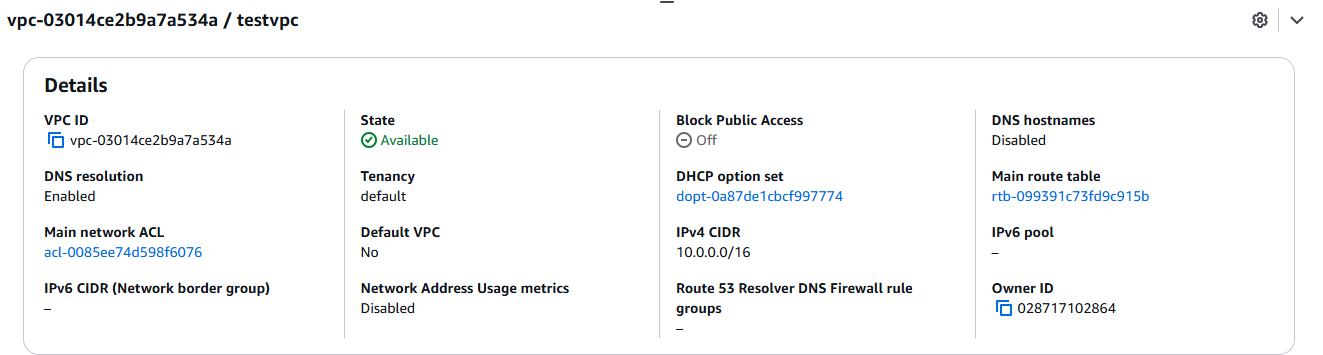 vpc-03014ce2b9a7a534a / testvpc
Details
VPC ID
vpc-03014ce2b9a7a534a
State
Available
Block Public Access
Off
DNS hostnames
Disabled
DNS resolution
Enabled
Tenancy
default
DHCP option set
dopt-0a87de1cbcf997774
Main route table
rtb-099391c73fd9c915b
Main network ACL
acl-0085ee74d598f6076
Default VPC
No
IPv4 CIDR
10.0.0.0/16
IPv6 pool
–
IPv6 CIDR (Network border group)
–
Network Address Usage metrics
Disabled
Route 53 Resolver DNS Firewall rule
groups
–
Owner ID
028717102864